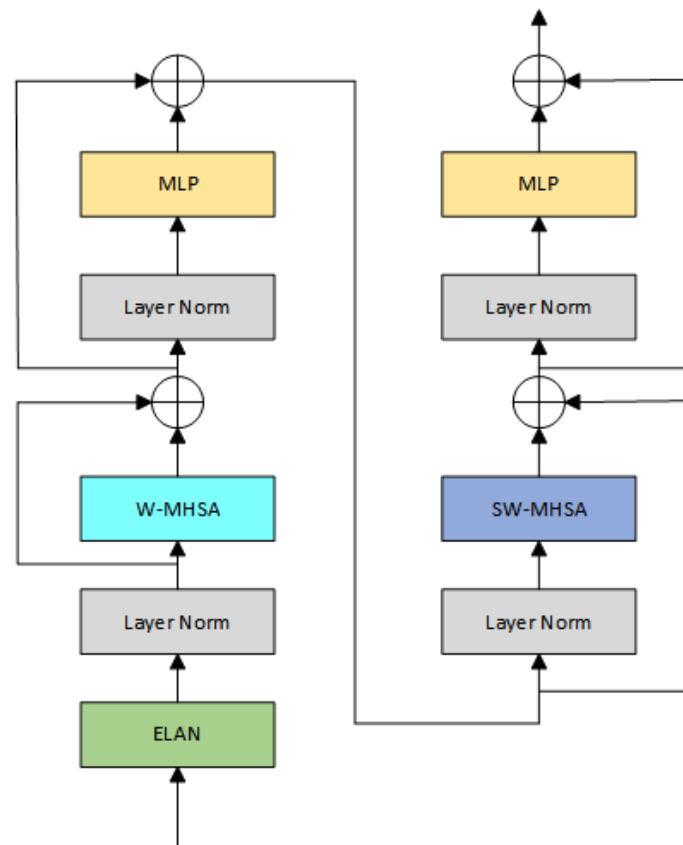 MLP
MLP
Layer Norm
Layer Norm
W-MHSA
SW-MHSA
Layer Norm
Layer Norm
ELAN